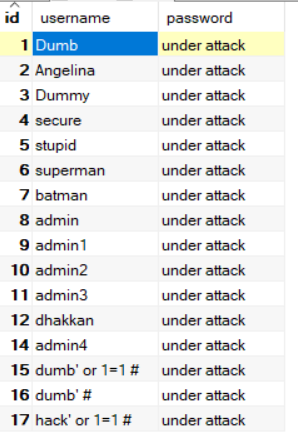 id username password
1 Dumb under attack
2 Angelina under attack
3 Dummy under attack
4 secure under attack
5 stupid under attack
6 superman under attack
7 batman under attack
8 admin under attack
9 admin1 under attack
10 admin2 under attack
11 admin3 under attack
12 dhakkan under attack
14 admin4 under attack
15 dumb' or 1=1 # under attack
16 dumb' # under attack
17 hack' or 1=1 # under attack